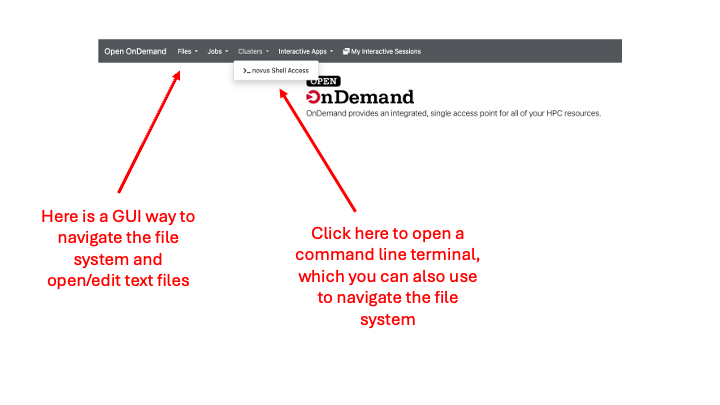 Open OnDemand Files Jobs Clusters Interactive Apps My Interactive Sessions
>_ novus Shell Access
OPEN
OnDemand
OnDemand provides an integrated, single access point for all of your HPC resources.
Here is a GUI way to
navigate the file
system and
open/edit text files
Click here to open a
command line terminal,
which you can also use
to navigate the file
system